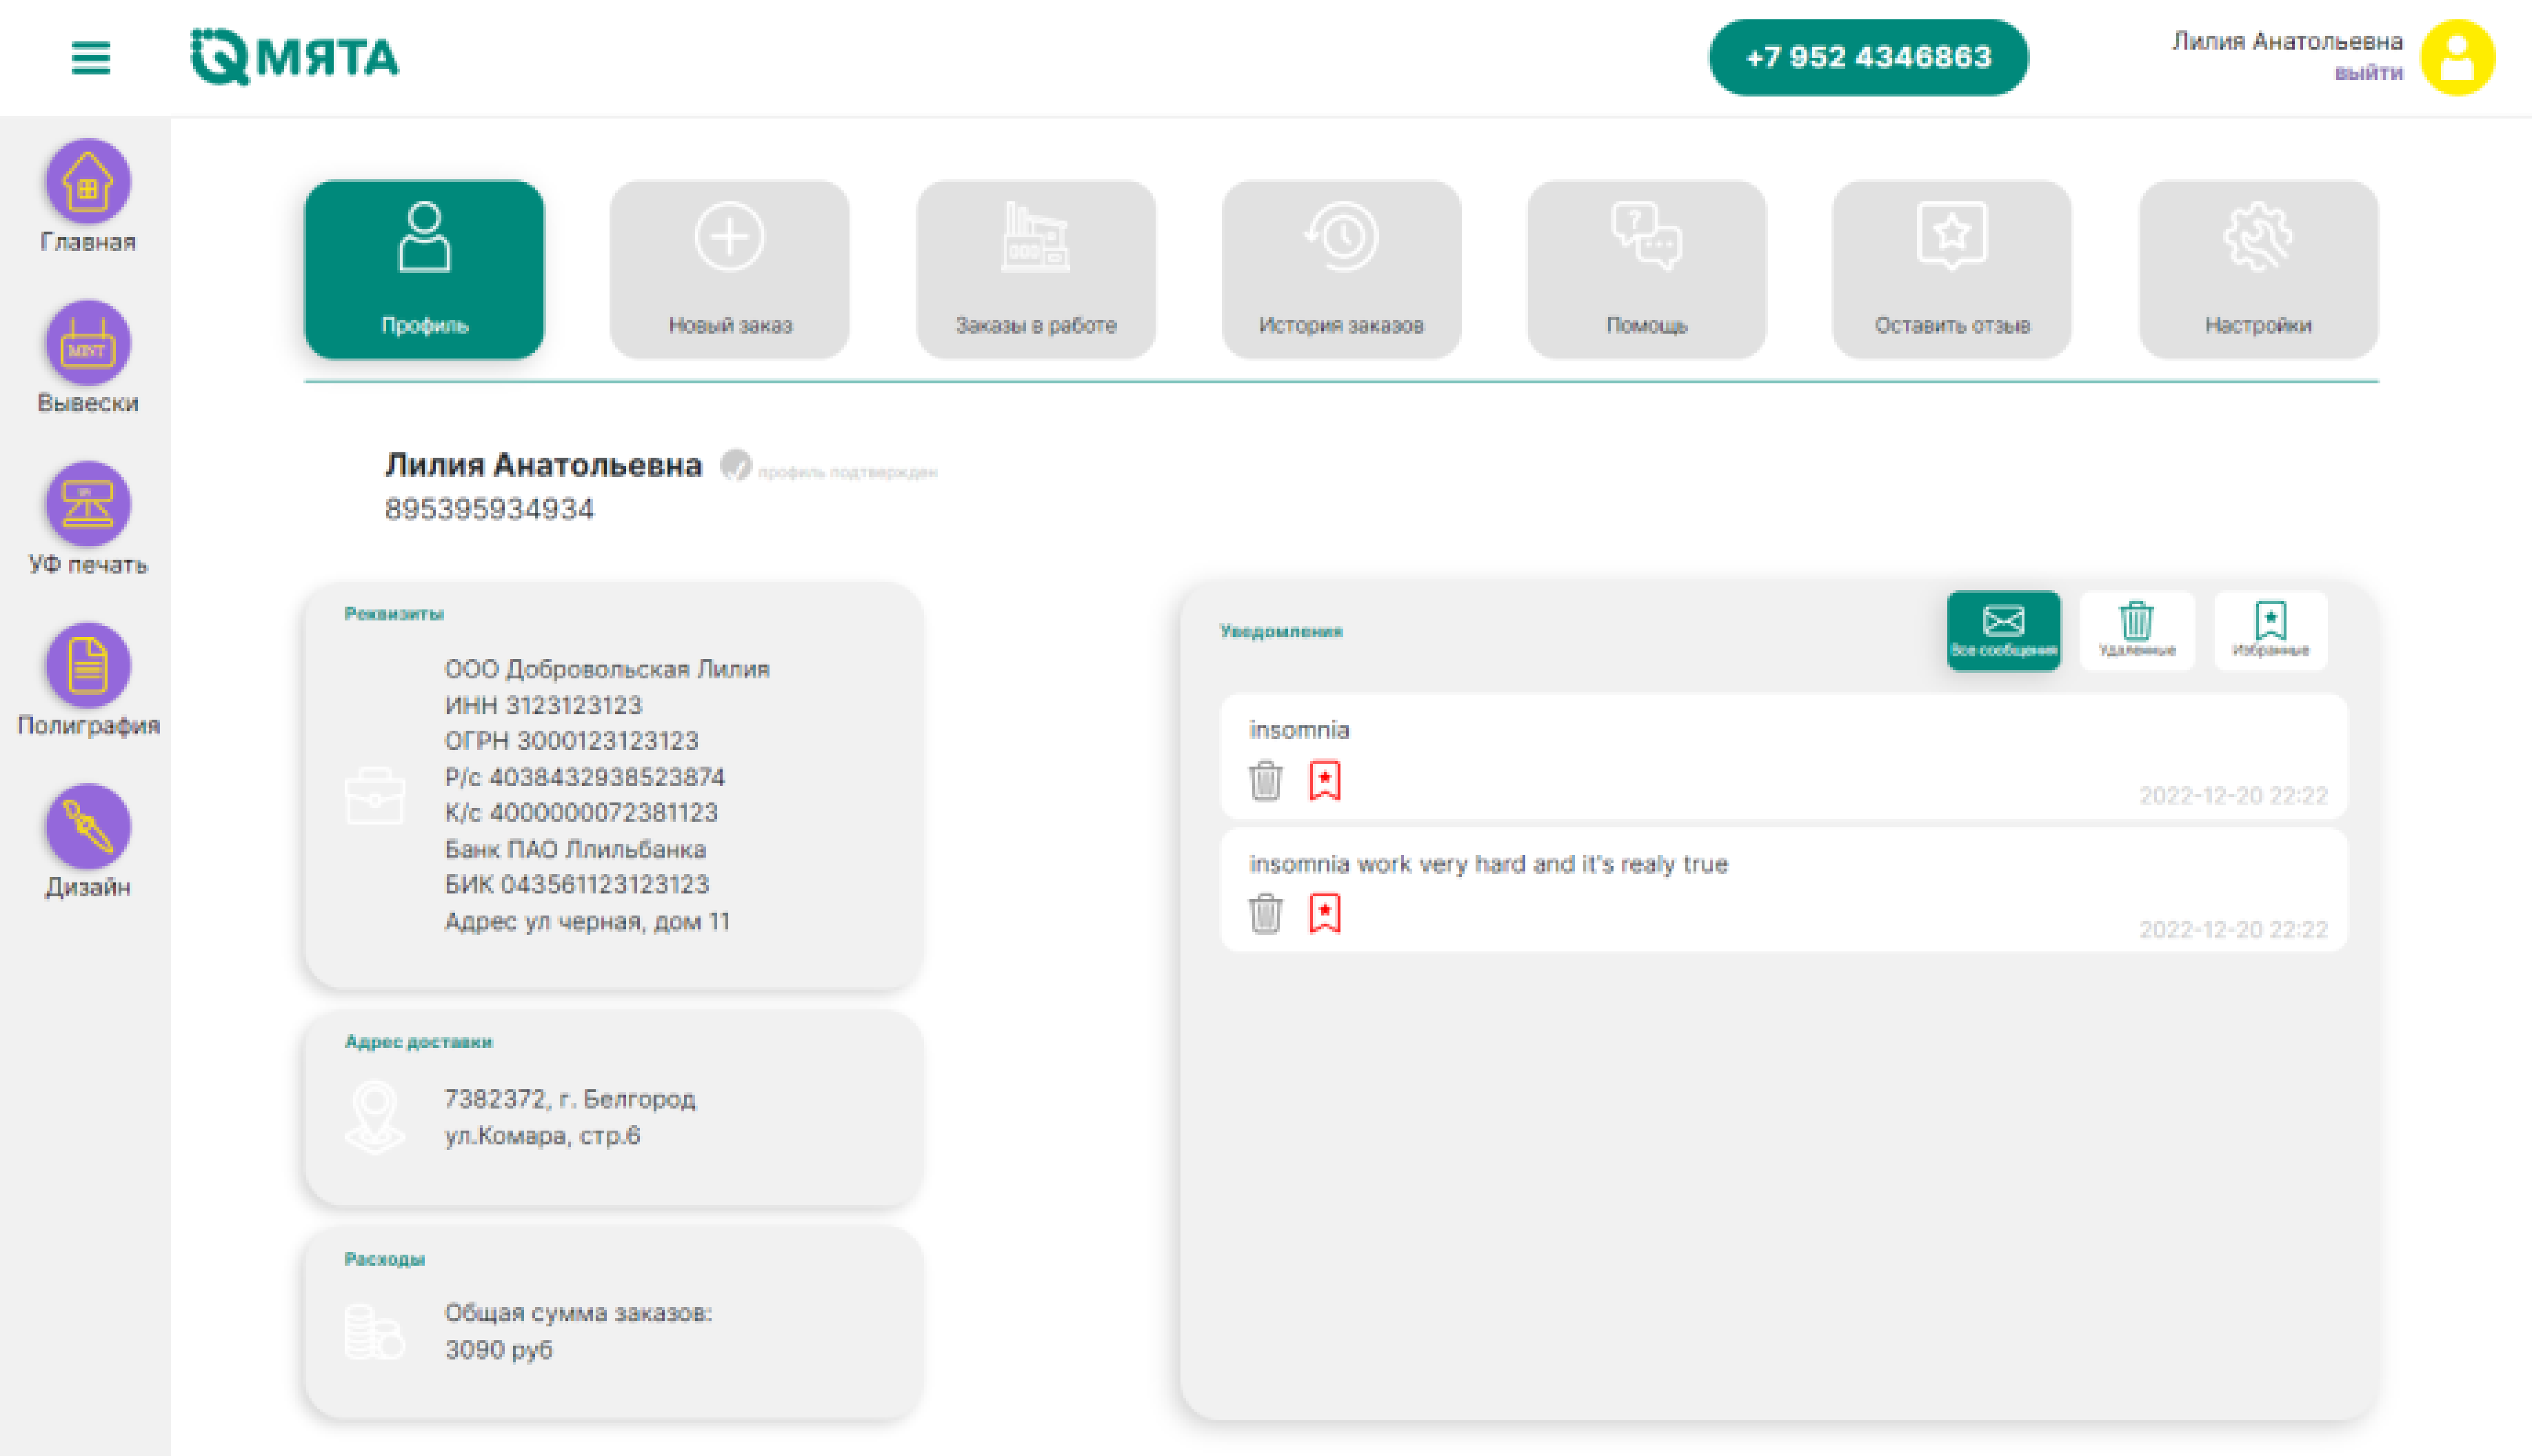 МЯТА
+7 952 4346863
Лилия Анатольевна
выйти
Главная
MINT
Вывески
УФ печать
Полиграфия
Дизайн
Профиль
Новый заказ
Заказы в работе
История заказов
Помощь
Оставить отзыв
Настройки
Лилия Анатольевна
профиль подтвержден
895395934934
Реквизиты
ООО Добровольская Лилия
ИНН 3123123123
ОГРН 3000123123123
Р/с 4038432938523874
К/с 4000000072381123
Банк ПАО Ллильбанка
БИК 043561123123123
Адрес ул черная, дом 11
Адрес доставки
7382372, г. Белгород
ул.Комара, стр.6
Расходы
Общая сумма заказов:
3090 руб
Уведомления
Все сообщения
Удаленные
Избранные
insomnia
2022-12-20 22:22
insomnia work very hard and it's realy true
2022-12-20 22:22